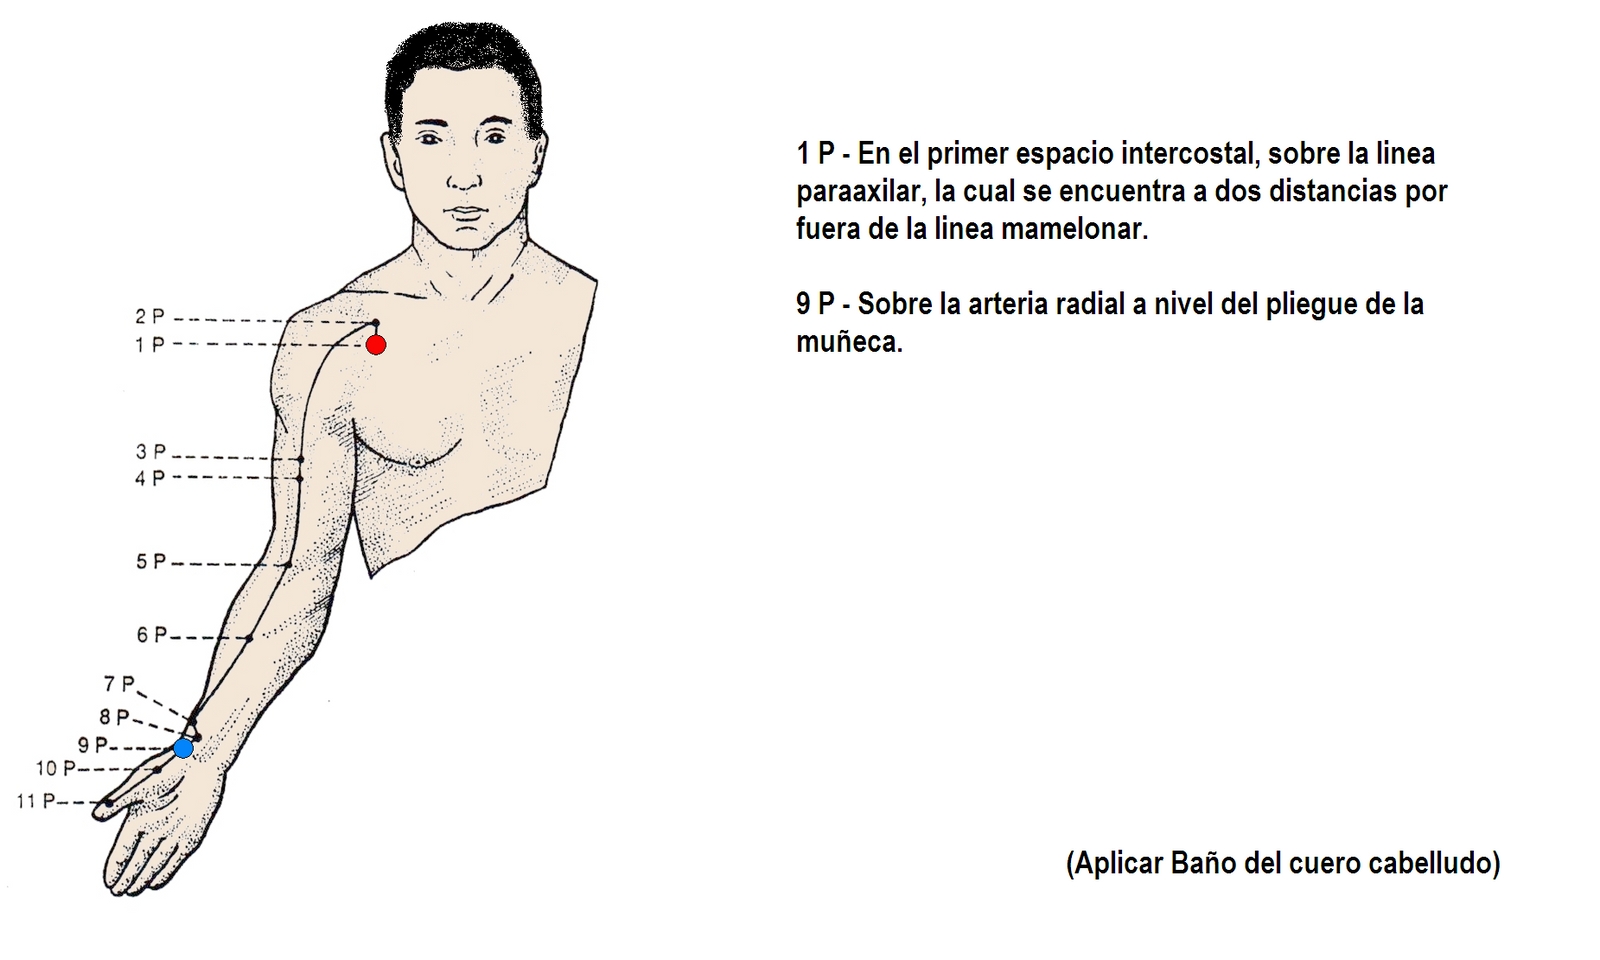 1 P - En el primer espacio intercostal, sobre la linea
paraaxilar, la cual se encuentra a dos distancias por
fuera de la linea mamelonar.
9 P - Sobre la arteria radial a nivel del pliegue de la
muñeca.
2 P
1 P
3 P
4 P
5 P
6 P
7 P
8 P
9 P
10 P
11 P
(Aplicar Baño del cuero cabelludo)